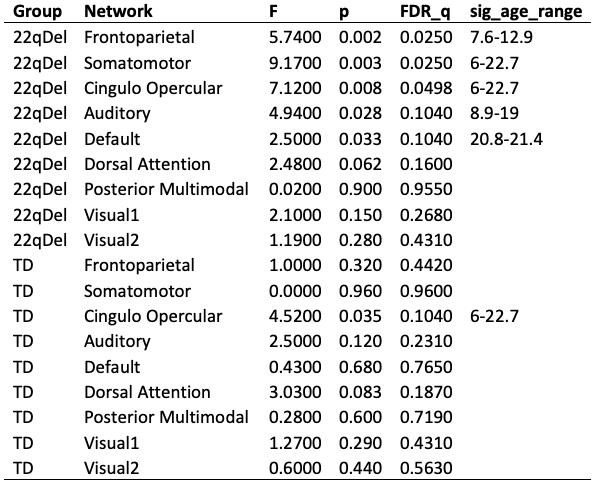 Group Network F p FDR_q sig_age_range
22qDel Frontoparietal 5.7400 0.002 0.0250 7.6-12.9
22qDel Somatomotor 9.1700 0.003 0.0250 6-22.7
22qDel Cingulo Opercular 7.1200 0.008 0.0498 6-22.7
22qDel Auditory 4.9400 0.028 0.1040 8.9-19
22qDel Default 2.5000 0.033 0.1040 20.8-21.4
22qDel Dorsal Attention 2.4800 0.062 0.1600
22qDel Posterior Multimodal 0.0200 0.900 0.9550
22qDel Visual1 2.1000 0.150 0.2680
22qDel Visual2 1.1900 0.280 0.4310
TD Frontoparietal 1.0000 0.320 0.4420
TD Somatomotor 0.0000 0.960 0.9600
TD Cingulo Opercular 4.5200 0.035 0.1040 6-22.7
TD Auditory 2.5000 0.120 0.2310
TD Default 0.4300 0.680 0.7650
TD Dorsal Attention 3.0300 0.083 0.1870
TD Posterior Multimodal 0.2800 0.600 0.7190
TD Visual1 1.2700 0.290 0.4310
TD Visual2 0.6000 0.440 0.5630